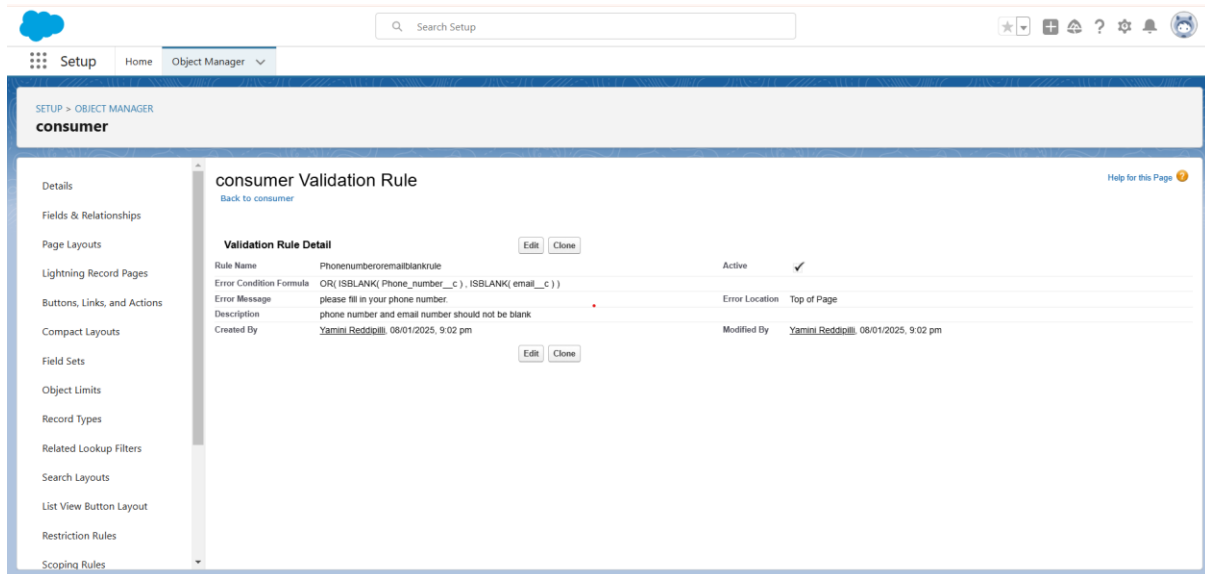 Search Setup
Setup Home Object Manager
SETUP > OBJECT MANAGER
consumer
Details
Fields & Relationships
Page Layouts
Lightning Record Pages
Buttons, Links, and Actions
Compact Layouts
Field Sets
Object Limits
Record Types
Related Lookup Filters
Search Layouts
List View Button Layout
Restriction Rules
Scoping Rules
consumer Validation Rule
Help for this Page ?
Back to consumer
Validation Rule Detail Edit Clone
Rule Name Phonenumberoremailblankrule Active ✓
Error Condition Formula OR( ISBLANK( Phone_number__c ) , ISBLANK( email__c ) )
Error Message please fill in your phone number. Error Location Top of Page
Description phone number and email number should not be blank
Created By Yamini Reddipilli, 08/01/2025, 9:02 pm Modified By Yamini Reddipilli, 08/01/2025, 9:02 pm
Edit Clone